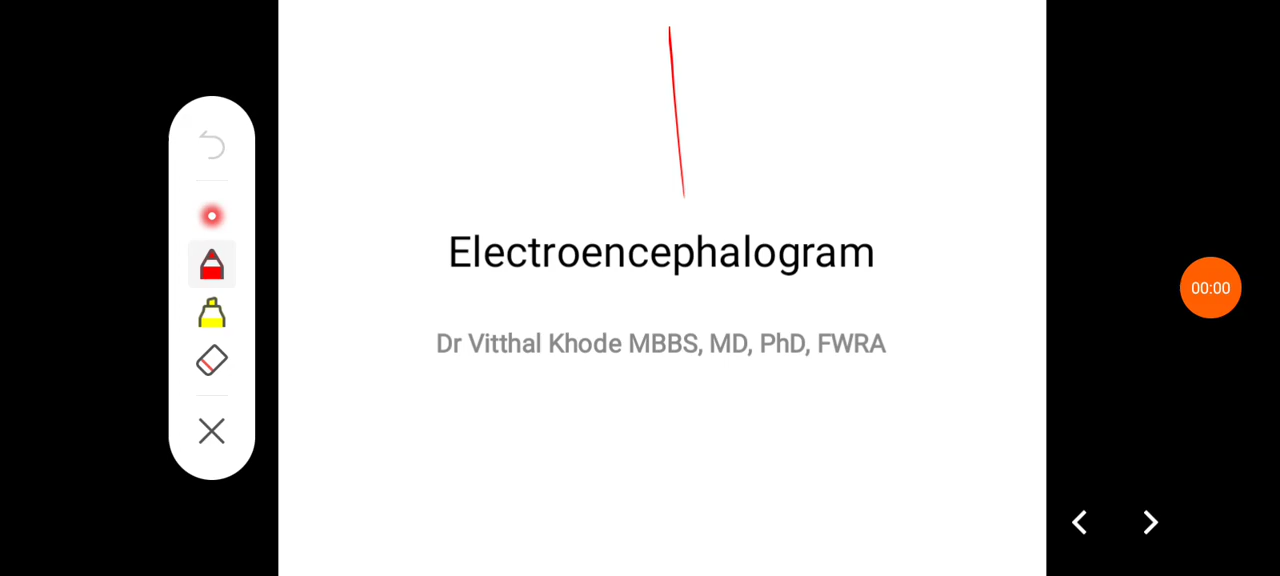 Electroencephalogram
Dr Vitthal Khode MBBS, MD, PhD, FWRA
00:00